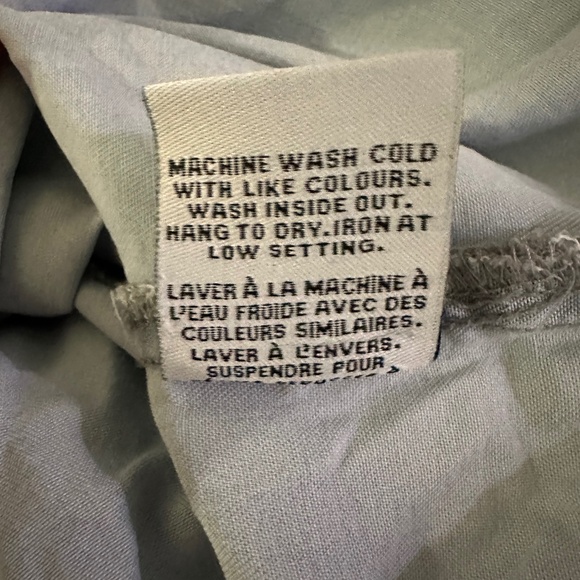 MACHINE WASH COLD
WITH LIKE COLOURS.
WASH INSIDE OUT.
HANG TO DRY.IRON AT
LOW SETTING.
LAVER À LA MACHINE À
L'EAU FROIDE AVEC DES
COULEURS SIMILAIRES.
LAVER À L'ENVERS.
SUSPENDRE POUR